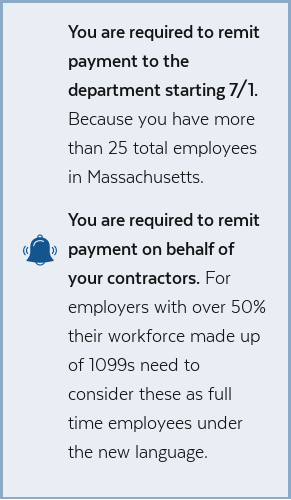 You are required to remit
payment to the
department starting 7/1.
Because you have more
than 25 total employees
in Massachusetts.
You are required to remit
payment on behalf of
your contractors. For
employers with over 50%
their workforce made up
of 1099s need to
consider these as full
time employees under
the new language.